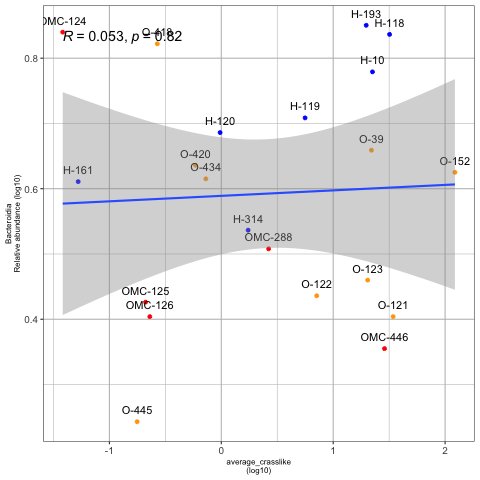 OMC-124
O-418
R = 0.053, p = 0.82
H-193
H-118
H-10
H-119
H-120
O-39
O-420
O-434
O-152
H-161
H-314
OMC-288
O-123
O-122
OMC-125
OMC-126
O-121
OMC-446
O-445
0.8
0.6
0.4
Bacteroidia
Relative abundance (log10)
-1
0
1
2
average_crasslike
(log10)